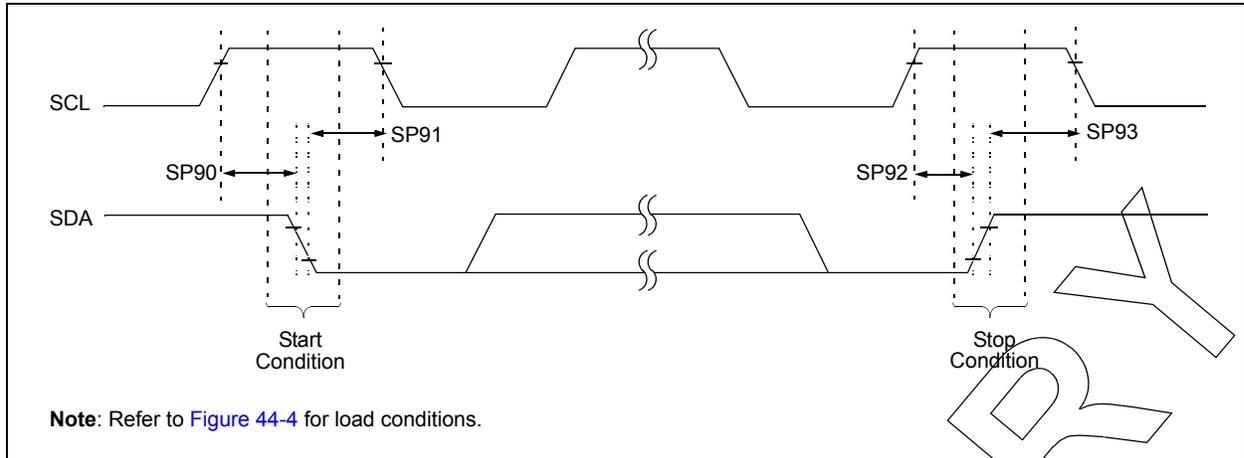 SCL
SP91
SP93
SP90
SP92
SDA
Start
Condition
Stop
Condition
Note: Refer to Figure 44-4 for load conditions.
R
Y